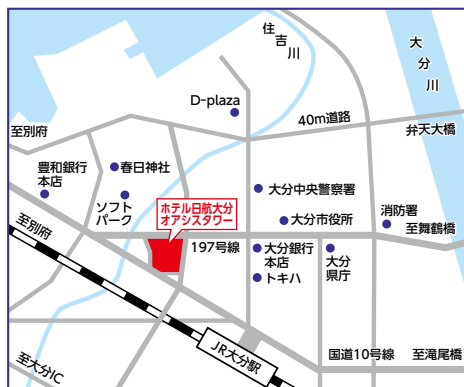 住吉川
大分川
D-plaza
40m道路
弁天大橋
至別府
豊和銀行
本店
春日神社
ソフト
パーク
ホテル日航大分
オアシスタワー
大分中央警察署
大分市役所
消防署
至舞鶴橋
至別府
197号線
大分銀行
本店
トキハ
大分
県庁
JR大分駅
国道10号線
至滝尾橋
至大分IC